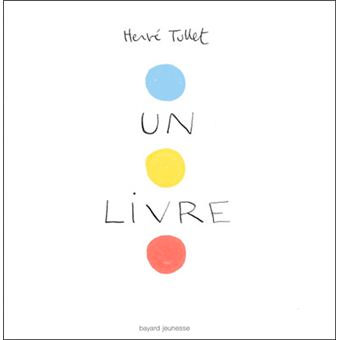 Hervé Tullet
UN
LiVRE
bayard jeunesse